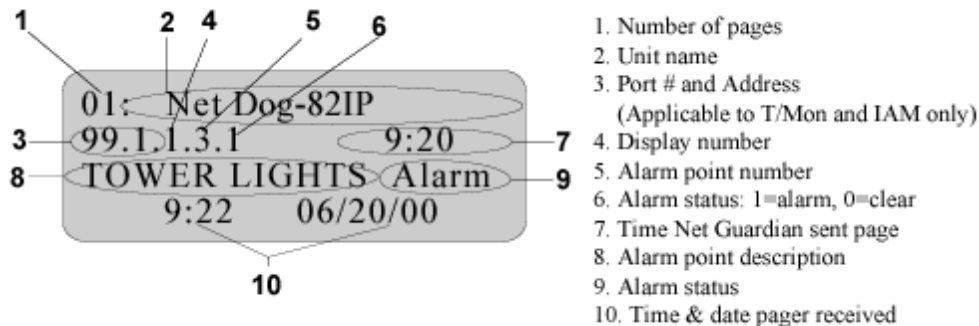 1 2 4 5 6
01: Net Dog-82IP
3 99.1.1.3.1 9:20 7
8 TOWER LIGHTS Alarm 9
9:22 06/20/00
10
1. Number of pages
2. Unit name
3. Port # and Address
(Applicable to T/Mon and IAM only)
4. Display number
5. Alarm point number
6. Alarm status: 1=alarm, 0=clear
7. Time Net Guardian sent page
8. Alarm point description
9. Alarm status
10. Time & date pager received